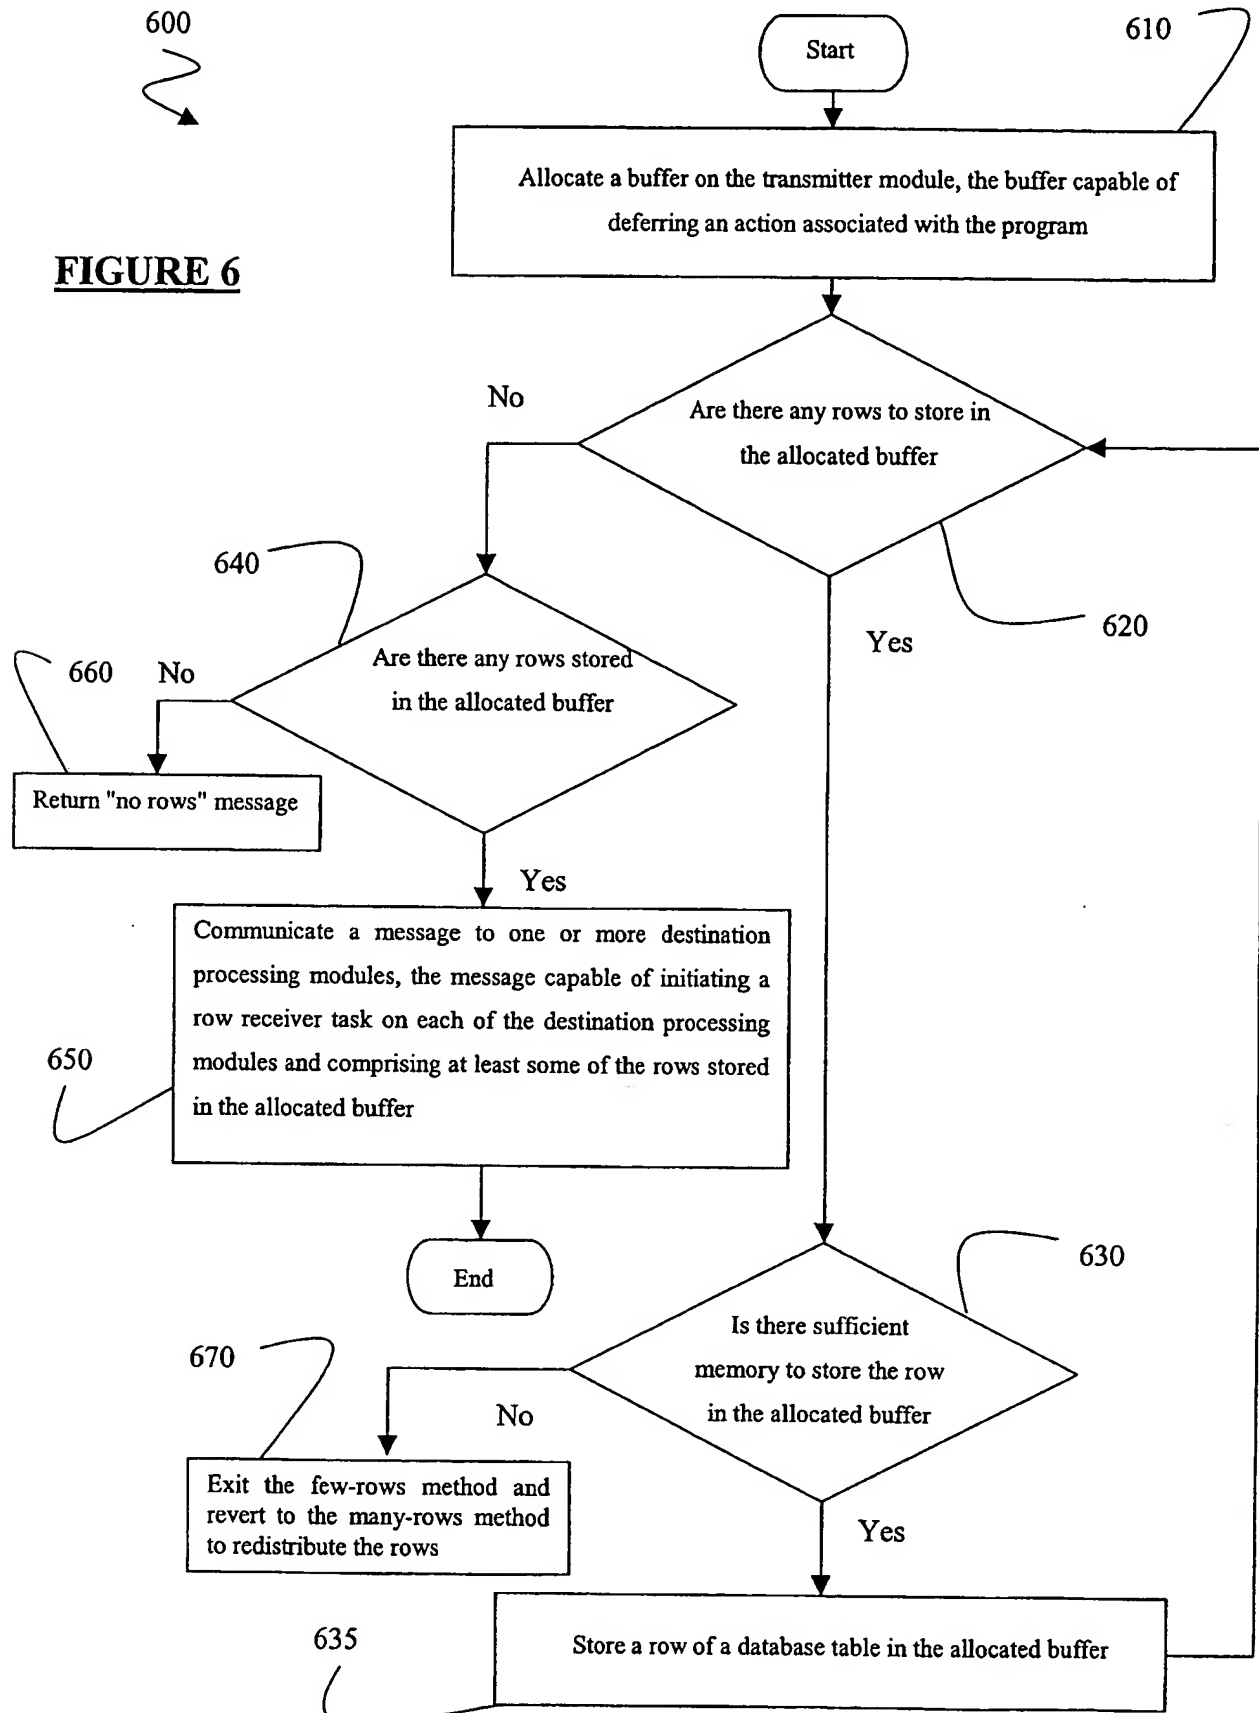 600
610
Start
Allocate a buffer on the transmitter module, the buffer capable of
deferring an action associated with the program
FIGURE 6
No
Are there any rows to store in
the allocated buffer
640
620
Yes
660
No
Are there any rows stored
in the allocated buffer
Return "no rows" message
Yes
Communicate a message to one or more destination
processing modules, the message capable of initiating a
row receiver task on each of the destination processing
modules and comprising at least some of the rows stored
in the allocated buffer
650
End
630
Is there sufficient
memory to store the row
in the allocated buffer
670
No
Exit the few-rows method and
revert to the many-rows method
to redistribute the rows
Yes
635
Store a row of a database table in the allocated buffer